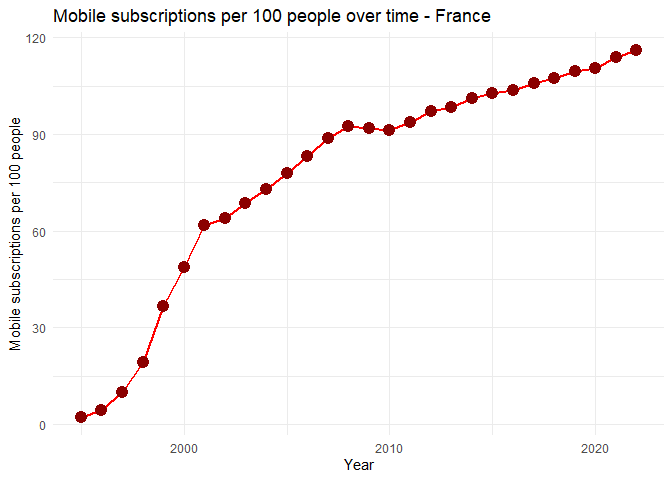 Mobile subscriptions per 100 people over time - France
Mobile subscriptions per 100 people
120
90
60
30
0
2000
2010
2020
Year